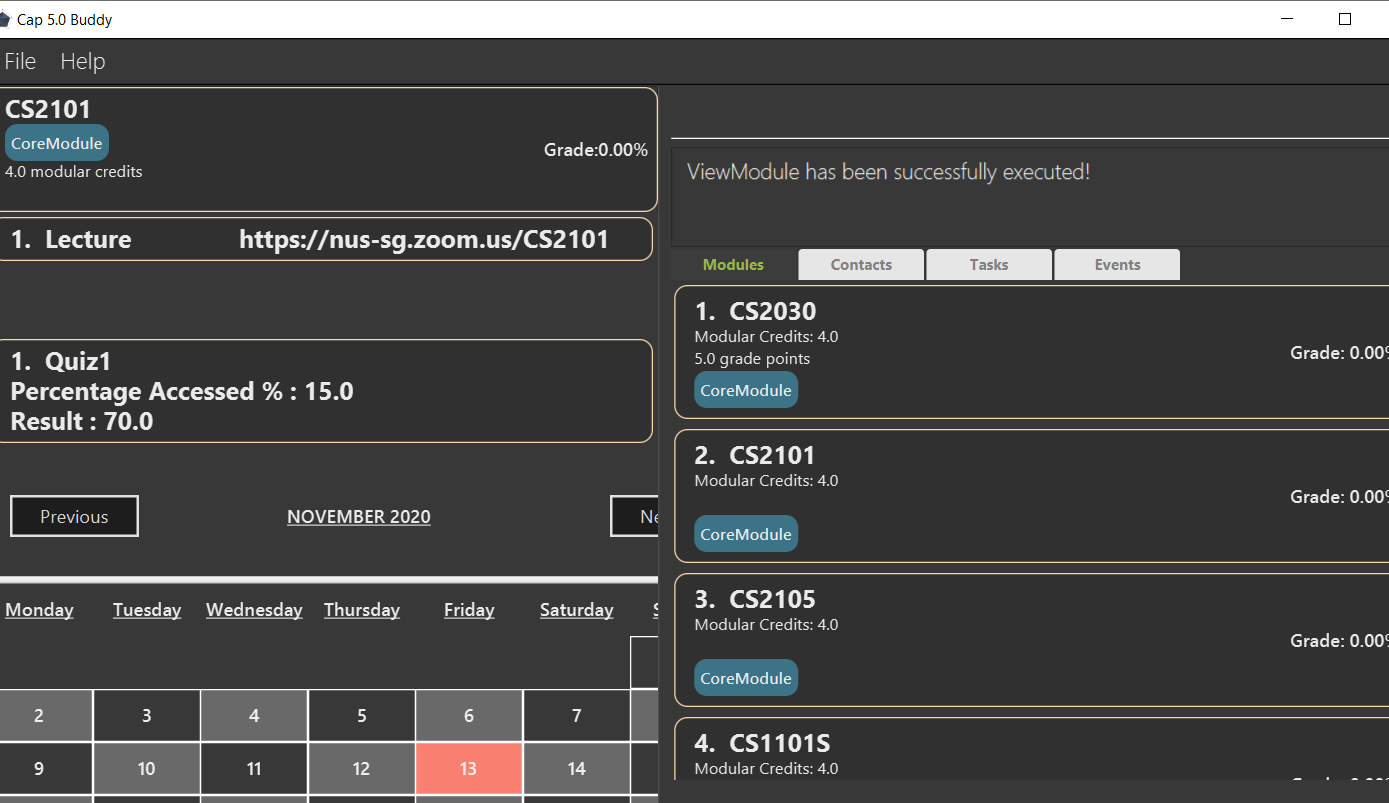 Cap 5.0 Buddy
File Help
CS2101
CoreModule
4.0 modular credits
Grade:0.00%
1. Lecture https://nus-sg.zoom.us/CS2101
1. Quiz1
Percentage Accessed % : 15.0
Result : 70.0
Previous NOVEMBER 2020 Ne
Monday Tuesday Wednesday Thursday Friday Saturday S
2 3 4 5 6 7
9 10 11 12 13 14
ViewModule has been successfully executed!
Modules Contacts Tasks Events
1. CS2030
Modular Credits: 4.0
5.0 grade points
Grade: 0.00%
CoreModule
2. CS2101
Modular Credits: 4.0
Grade: 0.00%
CoreModule
3. CS2105
Modular Credits: 4.0
Grade: 0.00%
CoreModule
4. CS1101S
Modular Credits: 4.0